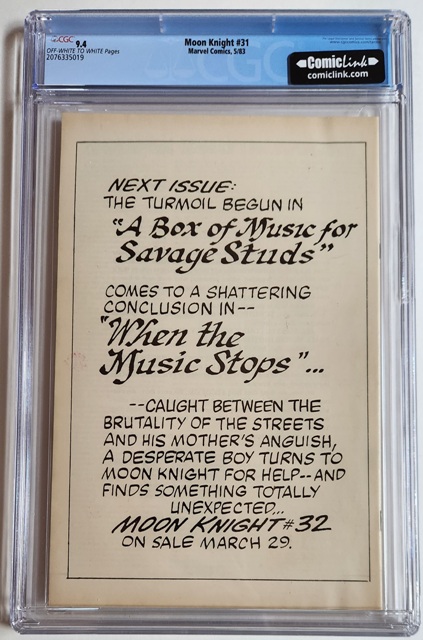 CGC 9.4
OFF-WHITE TO WHITE Pages
2076335019
Moon Knight #31
Marvel Comics, 5/83
ComicLink
comiclink.com
NEXT ISSUE:
THE TURMOIL BEGUN IN
"A Box of Music for
Savage Studs"
COMES TO A SHATTERING
CONCLUSION IN--
"When the
Music Stops"...
--CAUGHT BETWEEN THE
BRUTALITY OF THE STREETS
AND HIS MOTHER'S ANGUISH,
A DESPERATE BOY TURNS TO
MOON KNIGHT FOR HELP--AND
FINDS SOMETHING TOTALLY
UNEXPECTED...
MOON KNIGHT #32
ON SALE MARCH 29.